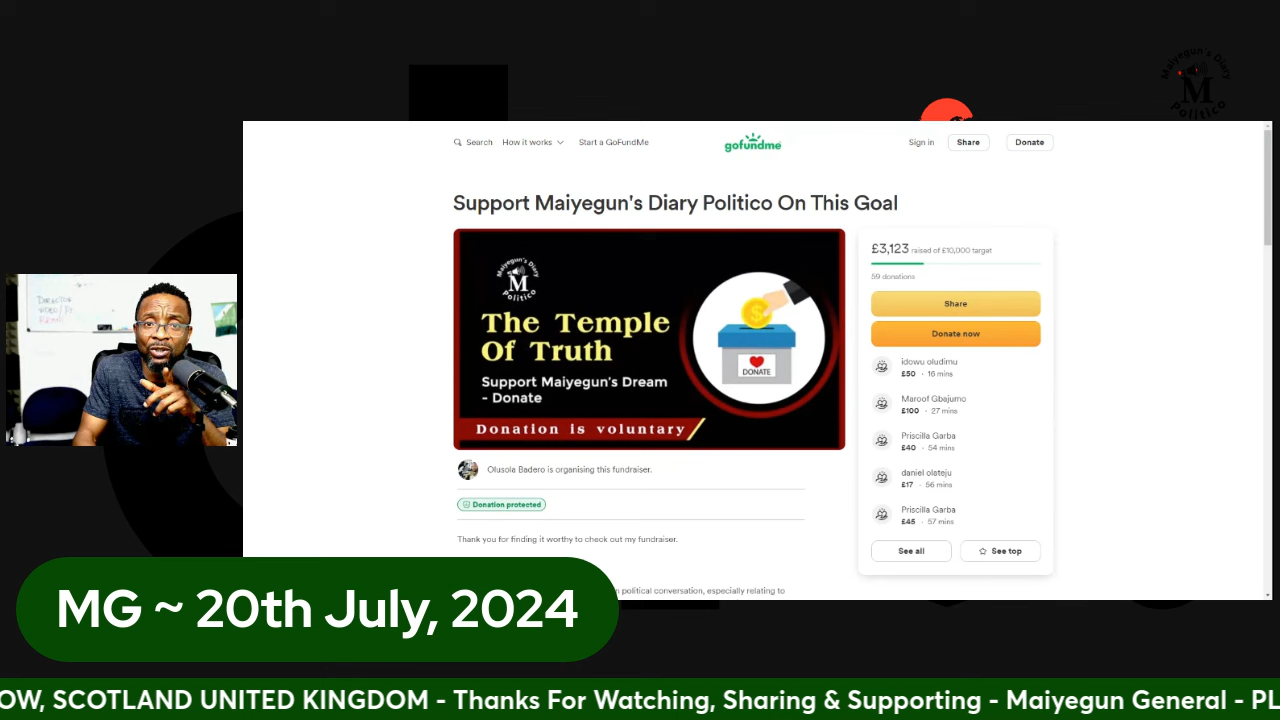 Maiyegun's Diary
M
Politico
Search How it works Start a GoFundMe gofundme Sign in Share Donate
Support Maiyegun's Diary Politico On This Goal
Maiyegun's Diary
M
Politico
The Temple
Of Truth
Support Maiyegun's Dream
- Donate
$
DONATE
Donation is voluntary
£3,123 raised of £10,000 target
59 donations
Share
Donate now
idowu oludimu
£50 · 16 mins
Maroof Gbajumo
£100 · 27 mins
Priscilla Garba
£40 · 54 mins
daniel olateju
£17 · 56 mins
Priscilla Garba
£45 · 57 mins
See all See top
Olusola Badero is organising this fundraiser.
Donation protected
Thank you for finding it worthy to check out my fundraiser.
political conversation, especially relating to
MG ~ 20th July, 2024
OW, SCOTLAND UNITED KINGDOM - Thanks For Watching, Sharing & Supporting - Maiyegun General - PL